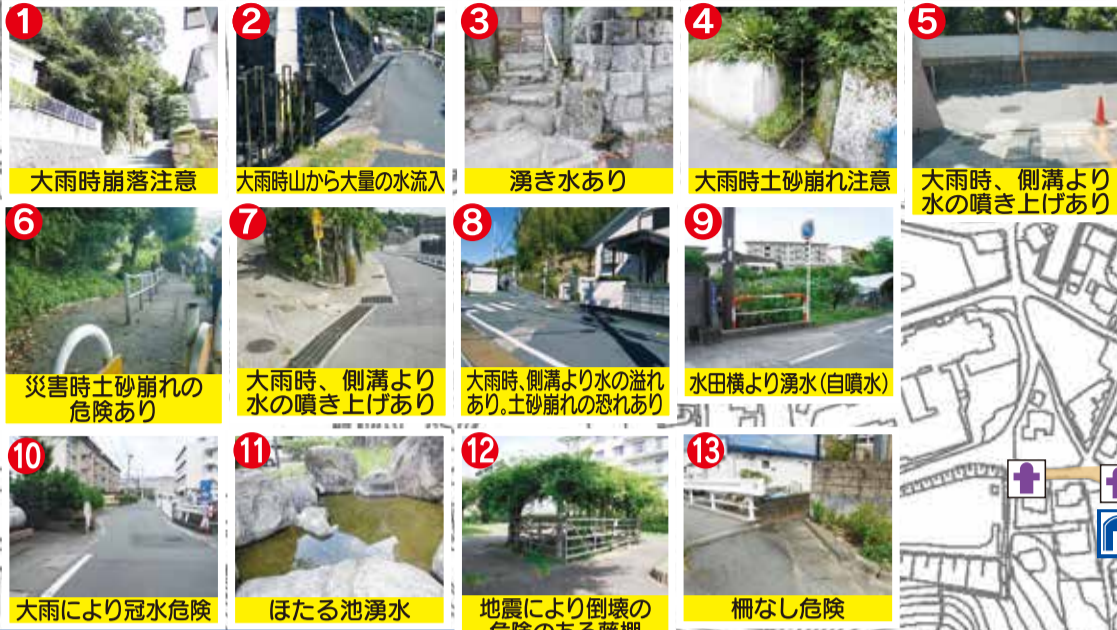 1
大雨時崩落注意
2
大雨時山から大量の水流入
3
湧き水あり
4
大雨時土砂崩れ注意
5
大雨時、側溝より
水の噴き上げあり
6
災害時土砂崩れの
危険あり
7
大雨時、側溝より
水の噴き上げあり
8
大雨時、側溝より水の溢れ
あり。土砂崩れの恐れあり
9
水田横より湧水(自噴水)
10
大雨により冠水危険
11
ほたる池湧水
12
地震により倒壊の
危険のある藤棚
13
柵なし危険